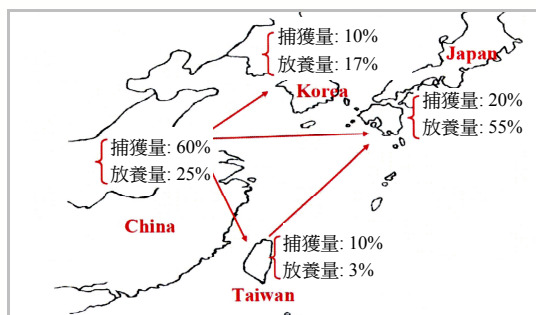 捕獲量: 10%
放養量: 17%
Korea
Japan
捕獲量: 20%
放養量: 55%
捕獲量: 60%
放養量: 25%
China
捕獲量: 10%
放養量: 3%
Taiwan